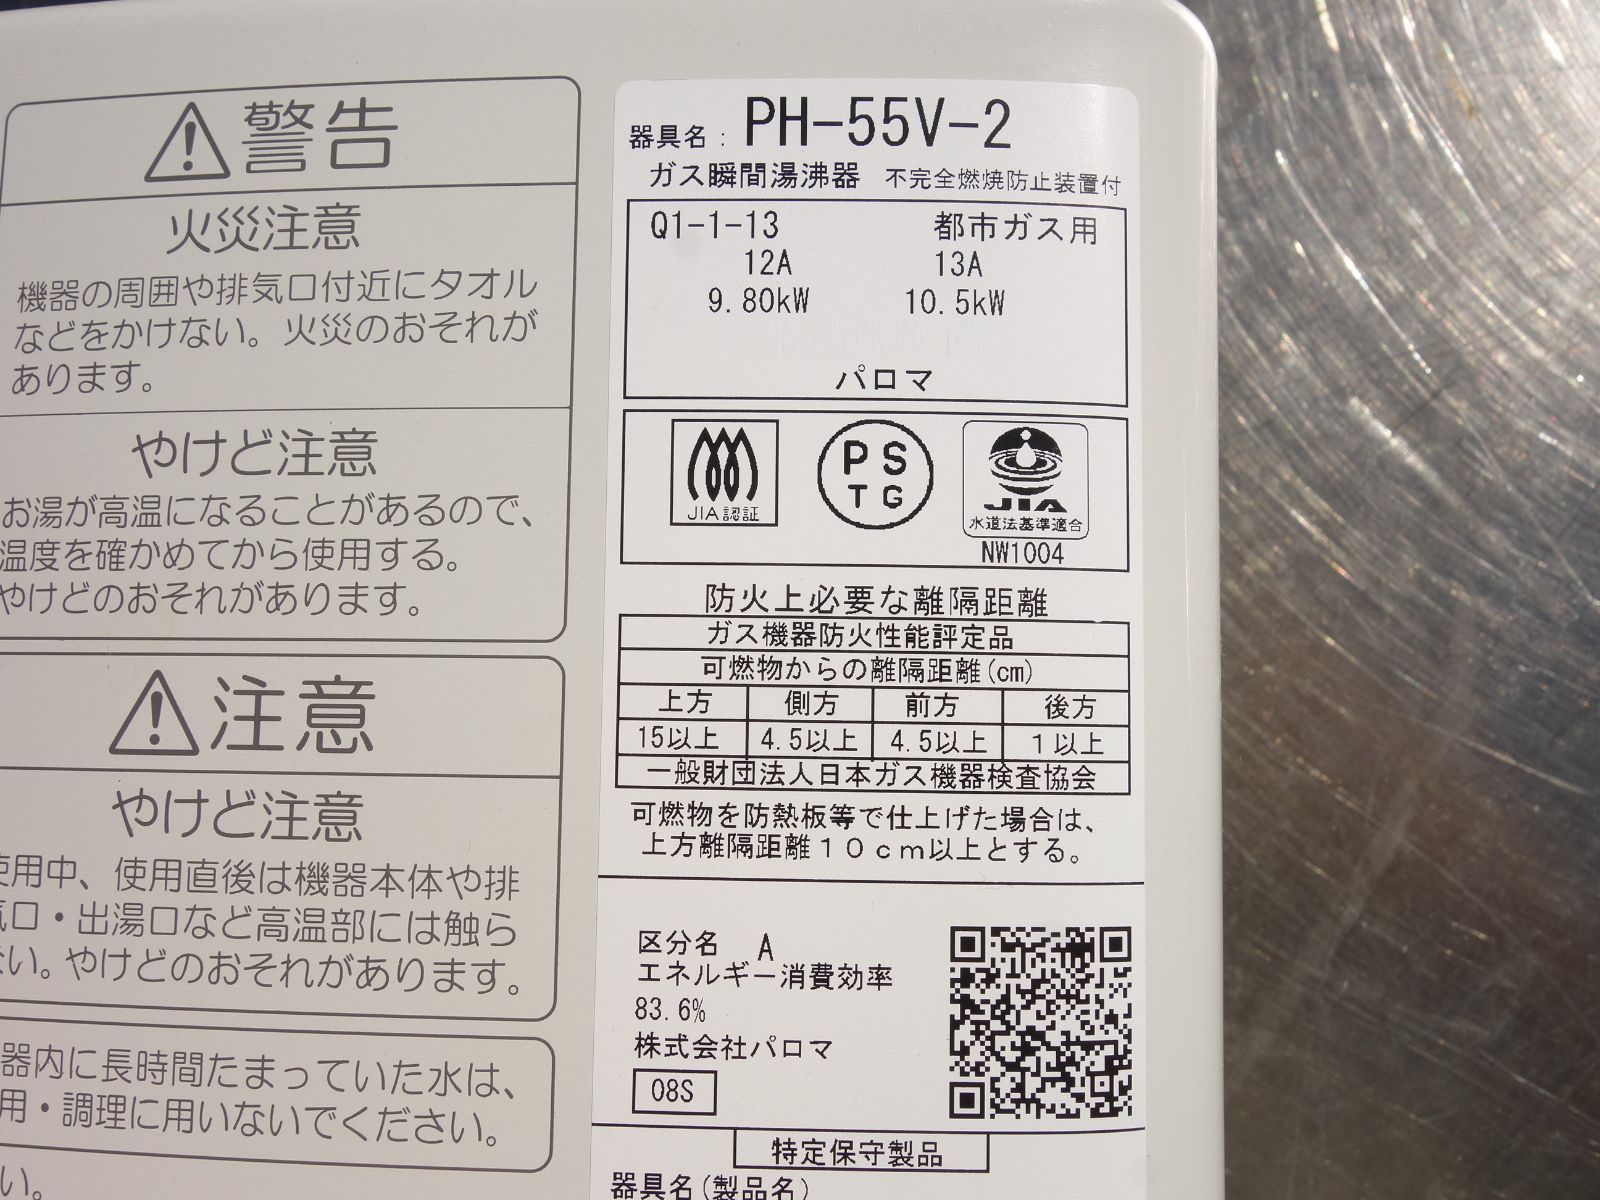 警告
火災注意
機器の周囲や排気口付近にタオル
などをかけない。火災のおそれが
あります。
やけど注意
お湯が高温になることがあるので、
温度を確かめてから使用する。
やけどのおそれがあります。
注意
やけど注意
使用中、使用直後は機器本体や排
気口・出湯口など高温部には触ら
ない。やけどのおそれがあります。
器内に長時間たまっていた水は、
用・調理に用いないでください。
い。
器具名: PH-55V-2
ガス瞬間湯沸器 不完全燃焼防止装置付
Q1-1-13 都市ガス用
12A 13A
9.80kW 10.5kW
パロマ
JIA認証
PS
TG
JIA
水道法基準適合
NW1004
防火上必要な離隔距離
ガス機器防火性能評定品
可燃物からの離隔距離(cm)
上方 側方 前方 後方
15以上 4.5以上 4.5以上 1以上
一般財団法人日本ガス機器検査協会
可燃物を防熱板等で仕上げた場合は、
上方離隔距離10cm以上とする。
区分名 A
エネルギー消費効率
83.6%
株式会社パロマ
08S
特定保守製品
器具名(製品名)